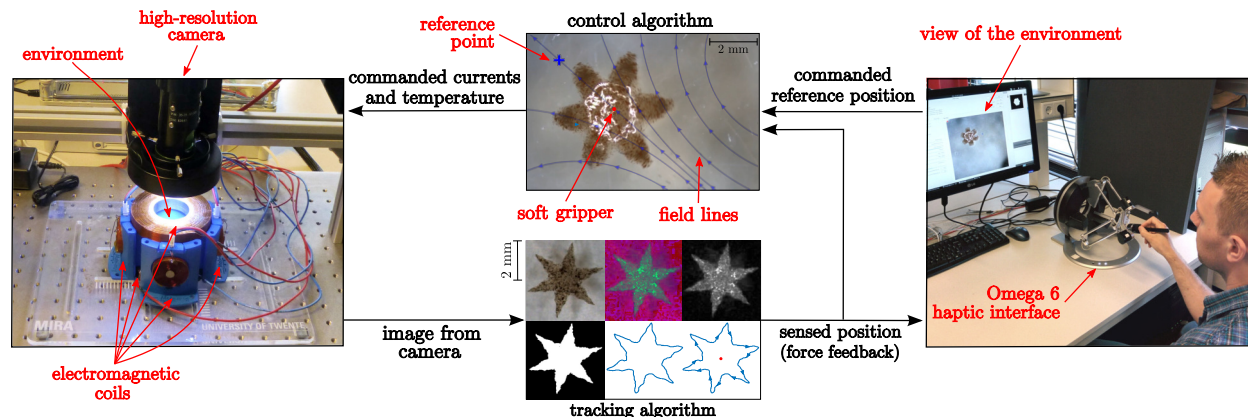 high-resolution
camera
environment
control algorithm
reference
point
2 mm
view of the environment
commanded currents
and temperature
commanded
reference position
soft gripper
field lines
2 mm
MIRA
UNIVERSITY OF TWENTE
Omega 6
haptic interface
image from
camera
sensed position
(force feedback)
electromagnetic
coils
tracking algorithm